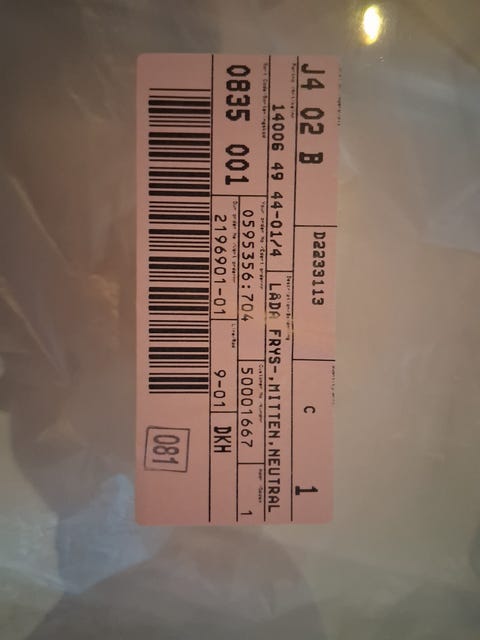 J4 02 B
D2233113
C
1
14006 49 44-01/4
LÅDA FRYS-,MITTEN,NEUTRAL
0835 001
0595356:704
50001667
1
2196901-01
9-01
DKH
081